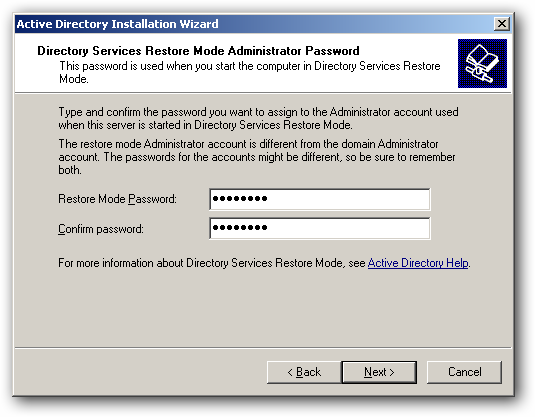 Active Directory Installation Wizard
Directory Services Restore Mode Administrator Password
This password is used when you start the computer in Directory Services Restore
Mode.
Type and confirm the password you want to assign to the Administrator account used
when this server is started in Directory Services Restore Mode.
The restore mode Administrator account is different from the domain Administrator
account. The passwords for the accounts might be different, so be sure to remember
both.
Restore Mode Password: ••••••••
Confirm password: ••••••••
For more information about Directory Services Restore Mode, see Active Directory Help.
< Back Next > Cancel